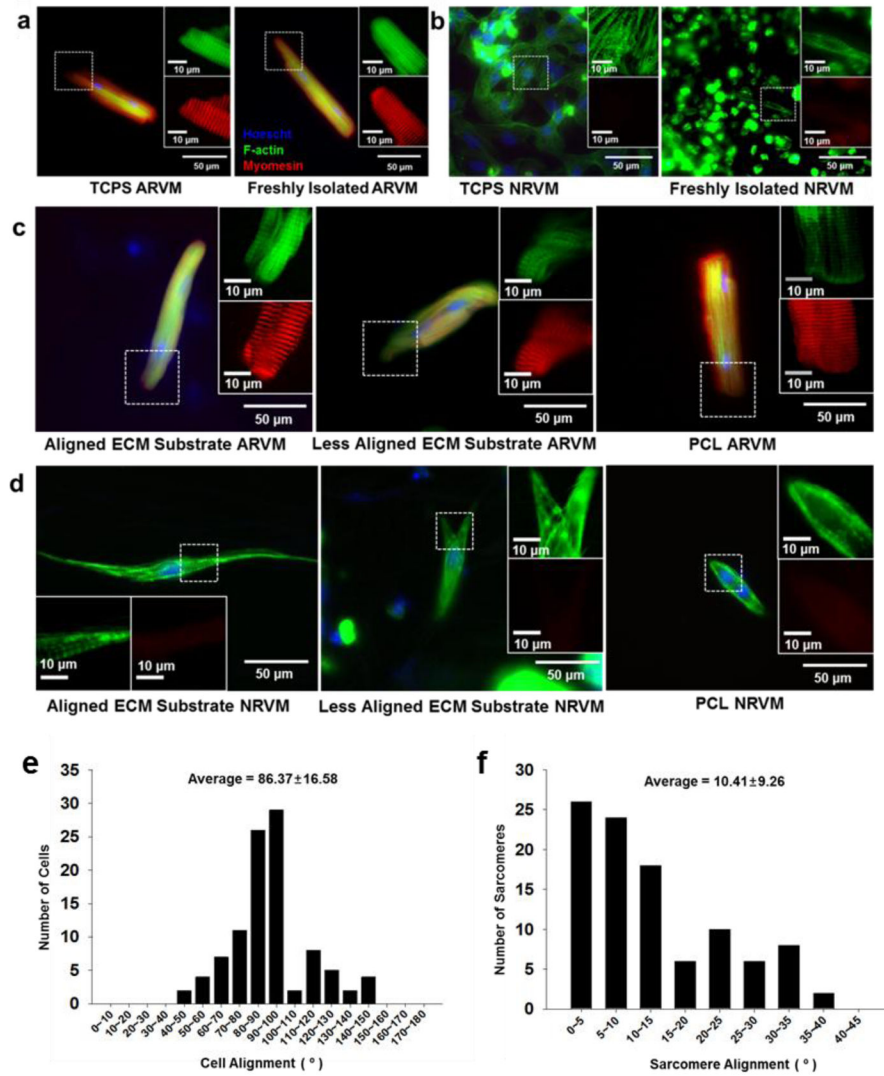 a
b
10 µm
10 µm
10 µm
10 µm
10 µm
10 µm
10 µm
10 µm
Hoescht
F-actin
Myomesin
50 µm
50 µm
50 µm
50 µm
TCPS ARVM
Freshly Isolated ARVM
TCPS NRVM
Freshly Isolated NRVM
c
10 µm
10 µm
10 µm
10 µm
10 µm
10 µm
50 µm
50 µm
50 µm
Aligned ECM Substrate ARVM
Less Aligned ECM Substrate ARVM
PCL ARVM
d
10 µm
10 µm
10 µm
10 µm
10 µm
10 µm
50 µm
50 µm
50 µm
Aligned ECM Substrate NRVM
Less Aligned ECM Substrate NRVM
PCL NRVM
e
Average = 86.37±16.58
Number of Cells
35
30
25
20
15
10
5
0
0~10
10~20
20~30
30~40
40~50
50~60
60~70
70~80
80~90
90~100
100~110
110~120
120~130
130~140
140~150
150~160
160~170
170~180
Cell Alignment ( º )
f
Average = 10.41±9.26
Number of Sarcomeres
30
25
20
15
10
5
0
0~5
5~10
10~15
15~20
20~25
25~30
30~35
35~40
40~45
Sarcomere Alignment ( º )